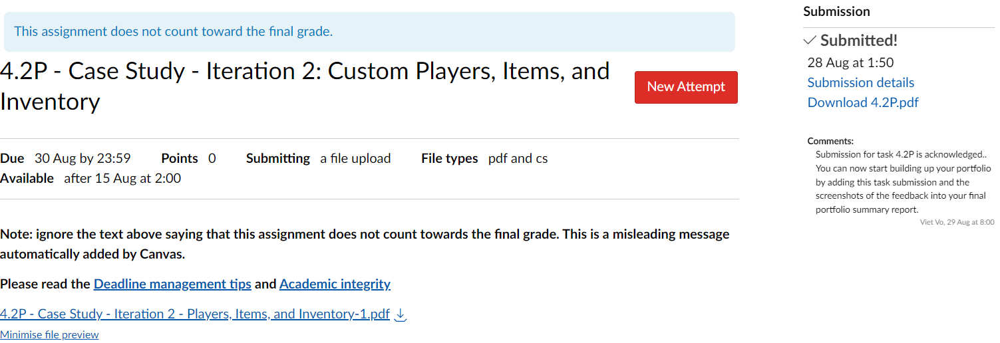 This assignment does not count toward the final grade.
4.2P - Case Study - Iteration 2: Custom Players, Items, and
Inventory
New Attempt
Due 30 Aug by 23:59 Points 0 Submitting a file upload File types pdf and cs
Available after 15 Aug at 2:00
Note: ignore the text above saying that this assignment does not count towards the final grade. This is a misleading message
automatically added by Canvas.
Please read the Deadline management tips and Academic integrity
4.2P - Case Study - Iteration 2 - Players, Items, and Inventory-1.pdf
Minimise file preview
Submission
Submitted!
28 Aug at 1:50
Submission details
Download 4.2P.pdf
Comments:
Submission for task 4.2P is acknowledged..
You can now start building up your portfolio
by adding this task submission and the
screenshots of the feedback into your final
portfolio summary report.
Viet Vo, 29 Aug at 8:00